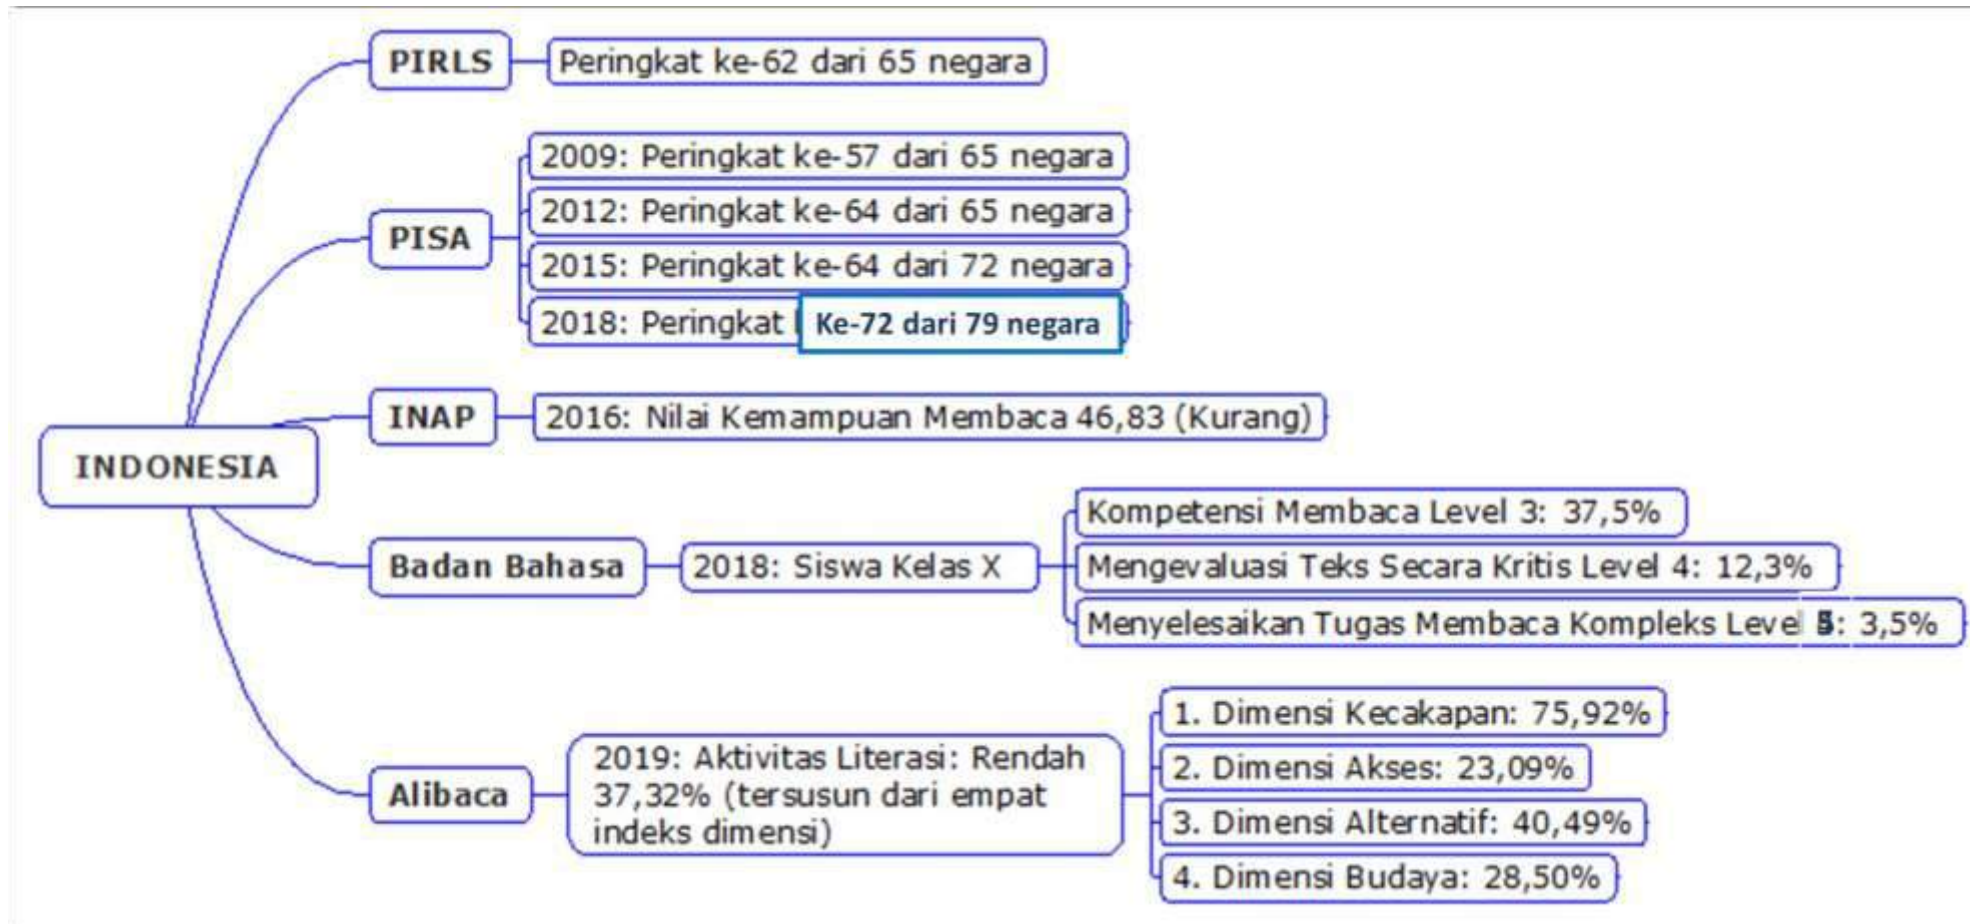 INDONESIA
PIRLS
Peringkat ke-62 dari 65 negara
PISA
2009: Peringkat ke-57 dari 65 negara
2012: Peringkat ke-64 dari 65 negara
2015: Peringkat ke-64 dari 72 negara
2018: Peringkat Ke-72 dari 79 negara
INAP
2016: Nilai Kemampuan Membaca 46,83 (Kurang)
Badan Bahasa
2018: Siswa Kelas X
Kompetensi Membaca Level 3: 37,5%
Mengevaluasi Teks Secara Kritis Level 4: 12,3%
Menyelesaikan Tugas Membaca Kompleks Level 5: 3,5%
Alibaca
2019: Aktivitas Literasi: Rendah
37,32% (tersusun dari empat
indeks dimensi)
1. Dimensi Kecakapan: 75,92%
2. Dimensi Akses: 23,09%
3. Dimensi Alternatif: 40,49%
4. Dimensi Budaya: 28,50%